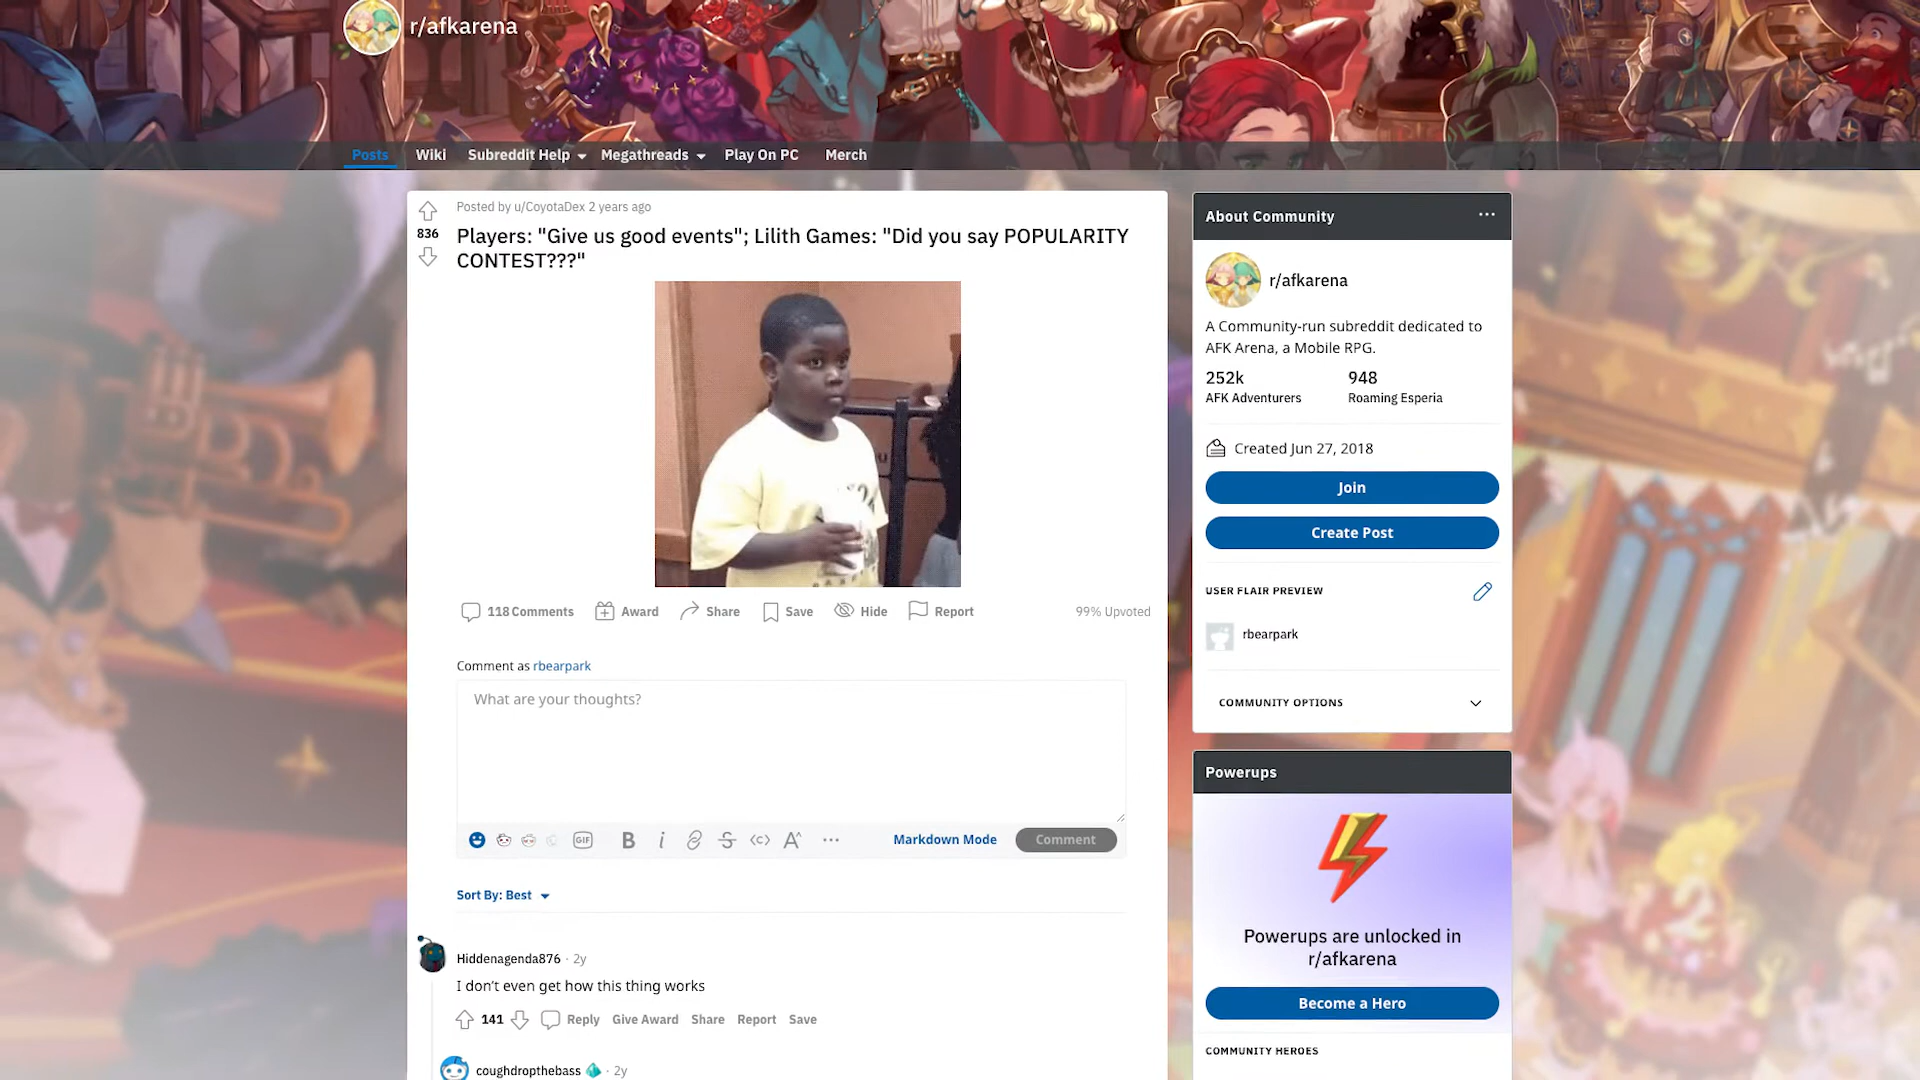 r/afkarena
Posts Wiki Subreddit Help Megathreads Play On PC Merch
Posted by u/CoyotaDex 2 years ago
836
Players: "Give us good events"; Lilith Games: "Did you say POPULARITY
CONTEST???"
118 Comments Award Share Save Hide Report 99% Upvoted
Comment as rbearpark
What are your thoughts?
GIF B i Markdown Mode Comment
Sort By: Best
Hiddenagenda876 · 2y
I don't even get how this thing works
141 Reply Give Award Share Report Save
coughdropthebass · 2y
About Community
r/afkarena
A Community-run subreddit dedicated to
AFK Arena, a Mobile RPG.
252k 948
AFK Adventurers Roaming Esperia
Created Jun 27, 2018
Join
Create Post
USER FLAIR PREVIEW
rbearpark
COMMUNITY OPTIONS
Powerups
Powerups are unlocked in
r/afkarena
Become a Hero
COMMUNITY HEROES